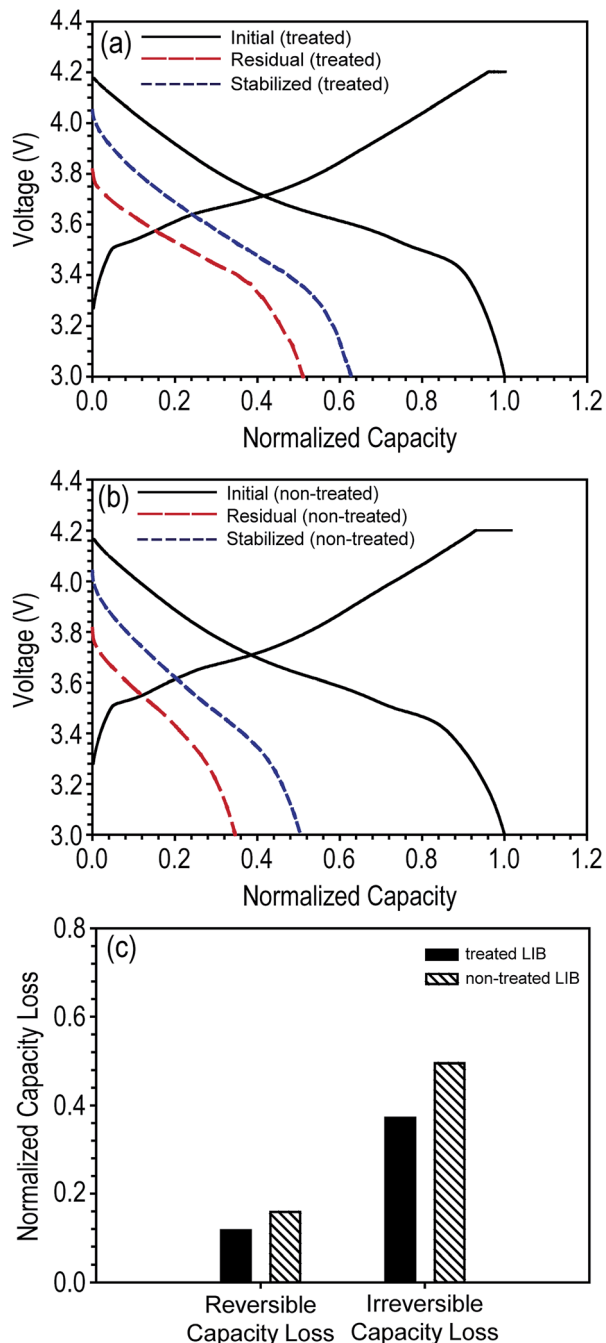 (a)
Initial (treated)
Residual (treated)
Stabilized (treated)
Voltage (V)
4.4
4.2
4.0
3.8
3.6
3.4
3.2
3.0
0.0 0.2 0.4 0.6 0.8 1.0 1.2
Normalized Capacity
(b)
Initial (non-treated)
Residual (non-treated)
Stabilized (non-treated)
Voltage (V)
4.4
4.2
4.0
3.8
3.6
3.4
3.2
3.0
0.0 0.2 0.4 0.6 0.8 1.0 1.2
Normalized Capacity
(c)
treated LIB
non-treated LIB
Normalized Capacity Loss
0.8
0.6
0.4
0.2
0.0
Reversible
Capacity Loss
Irreversible
Capacity Loss